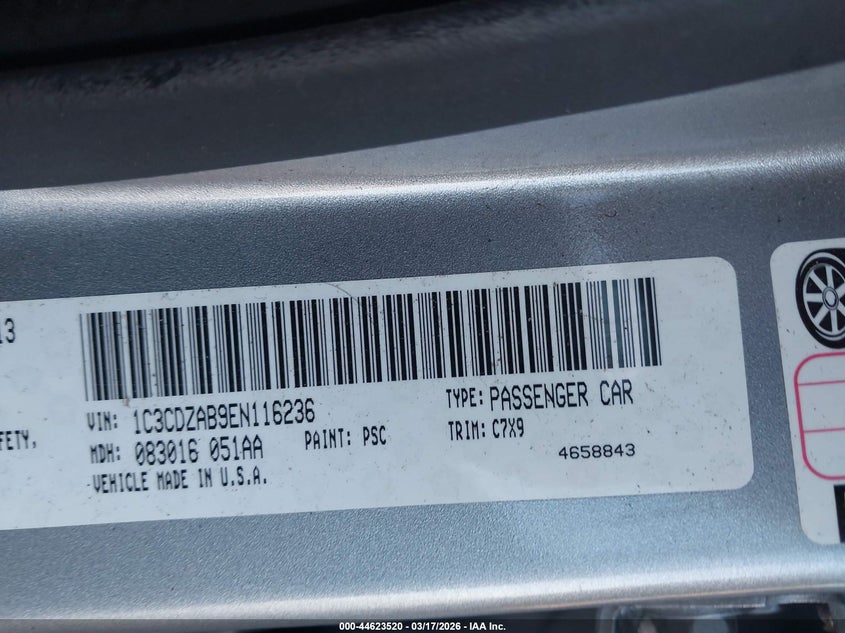 13
FETY,
VIN: 1C3CDZAB9EN116236
TYPE: PASSENGER CAR
MDH: 083016 051AA
PAINT: PSC
TRIM: C7X9
VEHICLE MADE IN U.S.A.
4658843
000-44623520 - 03/17/2026 - IAA Inc.